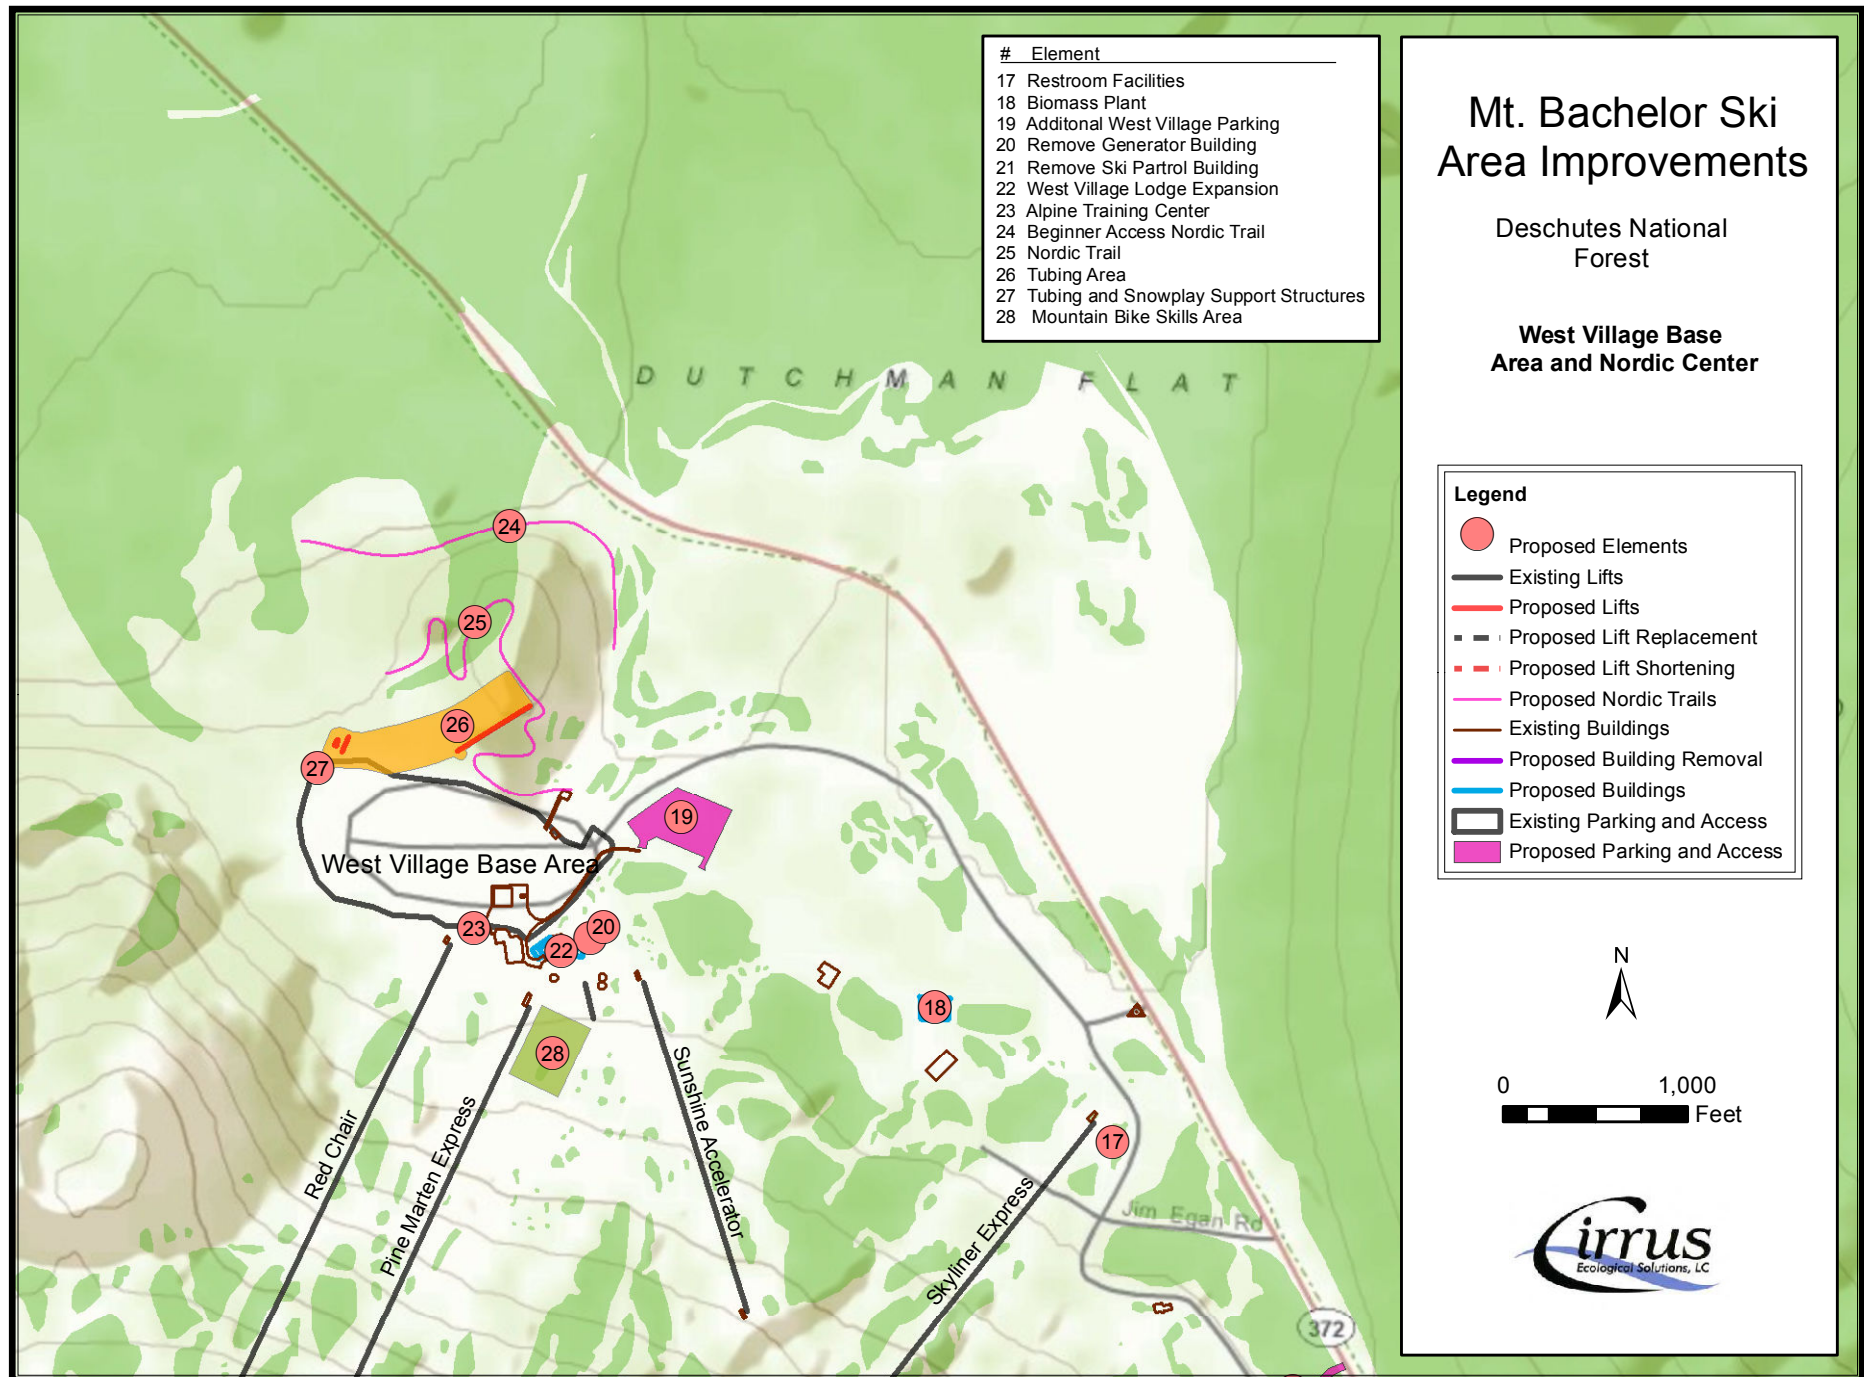 # Element
17 Restroom Facilities
18 Biomass Plant
19 Additonal West Village Parking
20 Remove Generator Building
21 Remove Ski Partrol Building
22 West Village Lodge Expansion
23 Alpine Training Center
24 Beginner Access Nordic Trail
25 Nordic Trail
26 Tubing Area
27 Tubing and Snowplay Support Structures
28 Mountain Bike Skills Area
Mt. Bachelor Ski
Area Improvements
Deschutes National
Forest
West Village Base
Area and Nordic Center
Legend
Proposed Elements
Existing Lifts
Proposed Lifts
Proposed Lift Replacement
Proposed Lift Shortening
Proposed Nordic Trails
Existing Buildings
Proposed Building Removal
Proposed Buildings
Existing Parking and Access
Proposed Parking and Access
N
0 1,000
Feet
Cirrus
Ecological Solutions, LC
DUTCHMAN FLAT
24
25
26
27
19
West Village Base Area
23
20
22
18
28
17
Red Chair
Pine Marten Express
Sunshine Accelerator
Skyliner Express
Jim Egan Rd
372